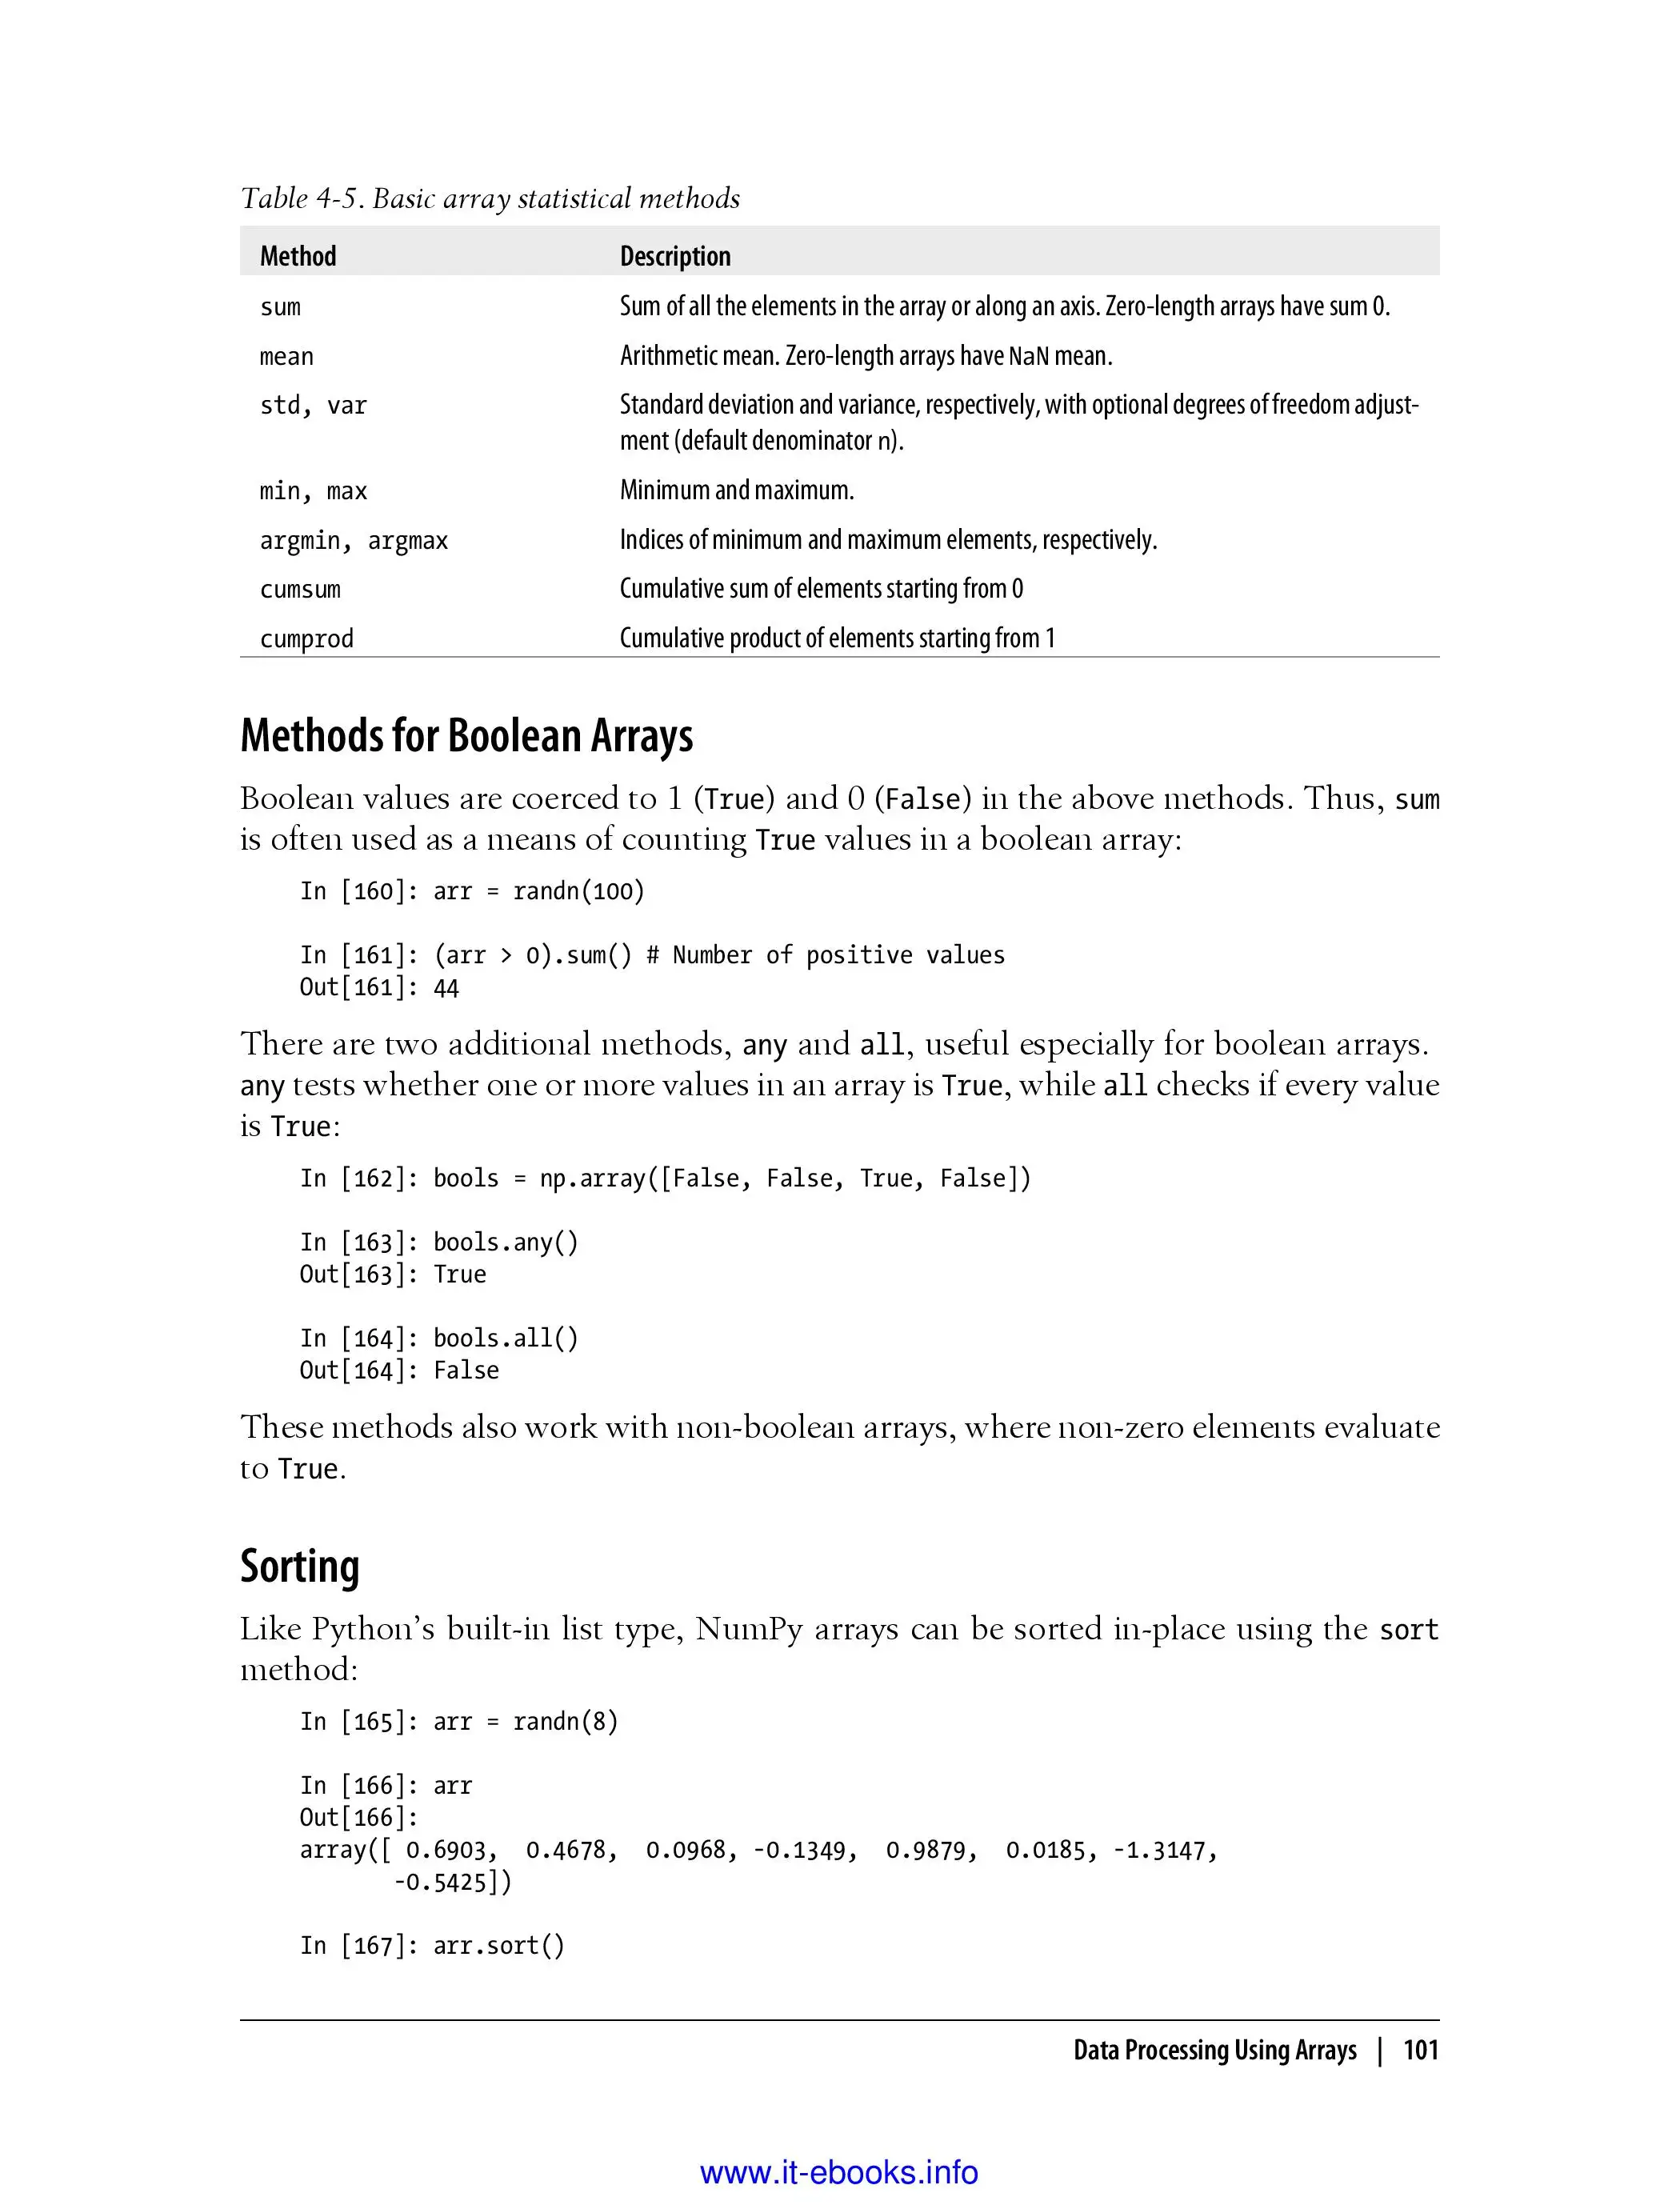 Table 4-5. Basic array statistical methods
Method Description
sum Sum of all the elements in the array or along an axis. Zero-length arrays have sum 0.
mean Arithmetic mean. Zero-length arrays have NaN mean.
std, var Standard deviation and variance, respectively, with optional degrees of freedom adjust-
ment (default denominator n).
min, max Minimum and maximum.
argmin, argmax Indices of minimum and maximum elements, respectively.
cumsum Cumulative sum of elements starting from 0
cumprod Cumulative product of elements starting from 1
Methods for Boolean Arrays
Boolean values are coerced to 1 (True) and 0 (False) in the above methods. Thus, sum
is often used as a means of counting True values in a boolean array:
In [160]: arr = randn(100)
In [161]: (arr > 0).sum() # Number of positive values
Out[161]: 44
There are two additional methods, any and all, useful especially for boolean arrays.
any tests whether one or more values in an array is True, while all checks if every value
is True:
In [162]: bools = np.array([False, False, True, False])
In [163]: bools.any()
Out[163]: True
In [164]: bools.all()
Out[164]: False
These methods also work with non-boolean arrays, where non-zero elements evaluate
to True.
Sorting
Like Python’s built-in list type, NumPy arrays can be sorted in-place using the sort
method:
In [165]: arr = randn(8)
In [166]: arr
Out[166]:
array([ 0.6903, 0.4678, 0.0968, -0.1349, 0.9879, 0.0185, -1.3147,
-0.5425])
In [167]: arr.sort()
Data Processing Using Arrays | 101
www.it-ebooks.info